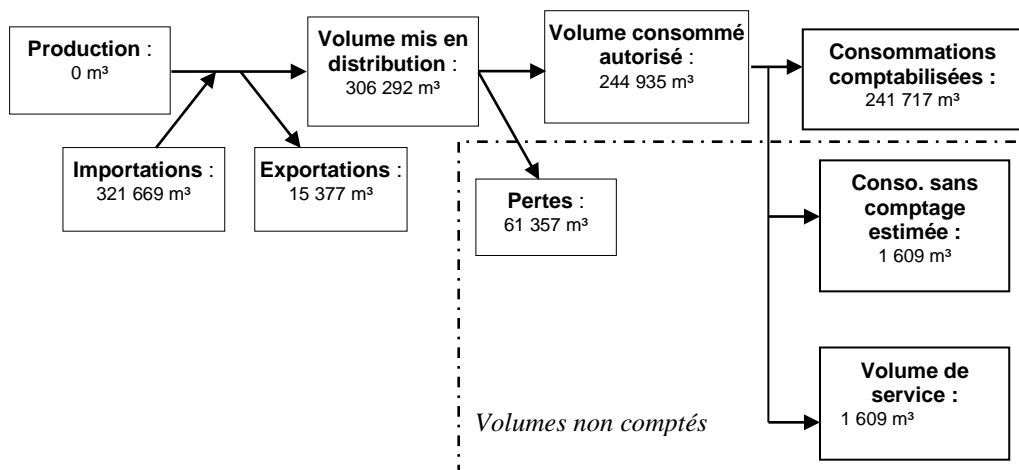 Production :
0 m³
Volume mis en
distribution :
306 292 m³
Volume consommé
autorisé :
244 935 m³
Consommations
comptabilisées :
241 717 m³
Importations :
321 669 m³
Exportations :
15 377 m³
Pertes :
61 357 m³
Conso. sans
comptage
estimée :
1 609 m³
Volume de
service :
1 609 m³
Volumes non comptés